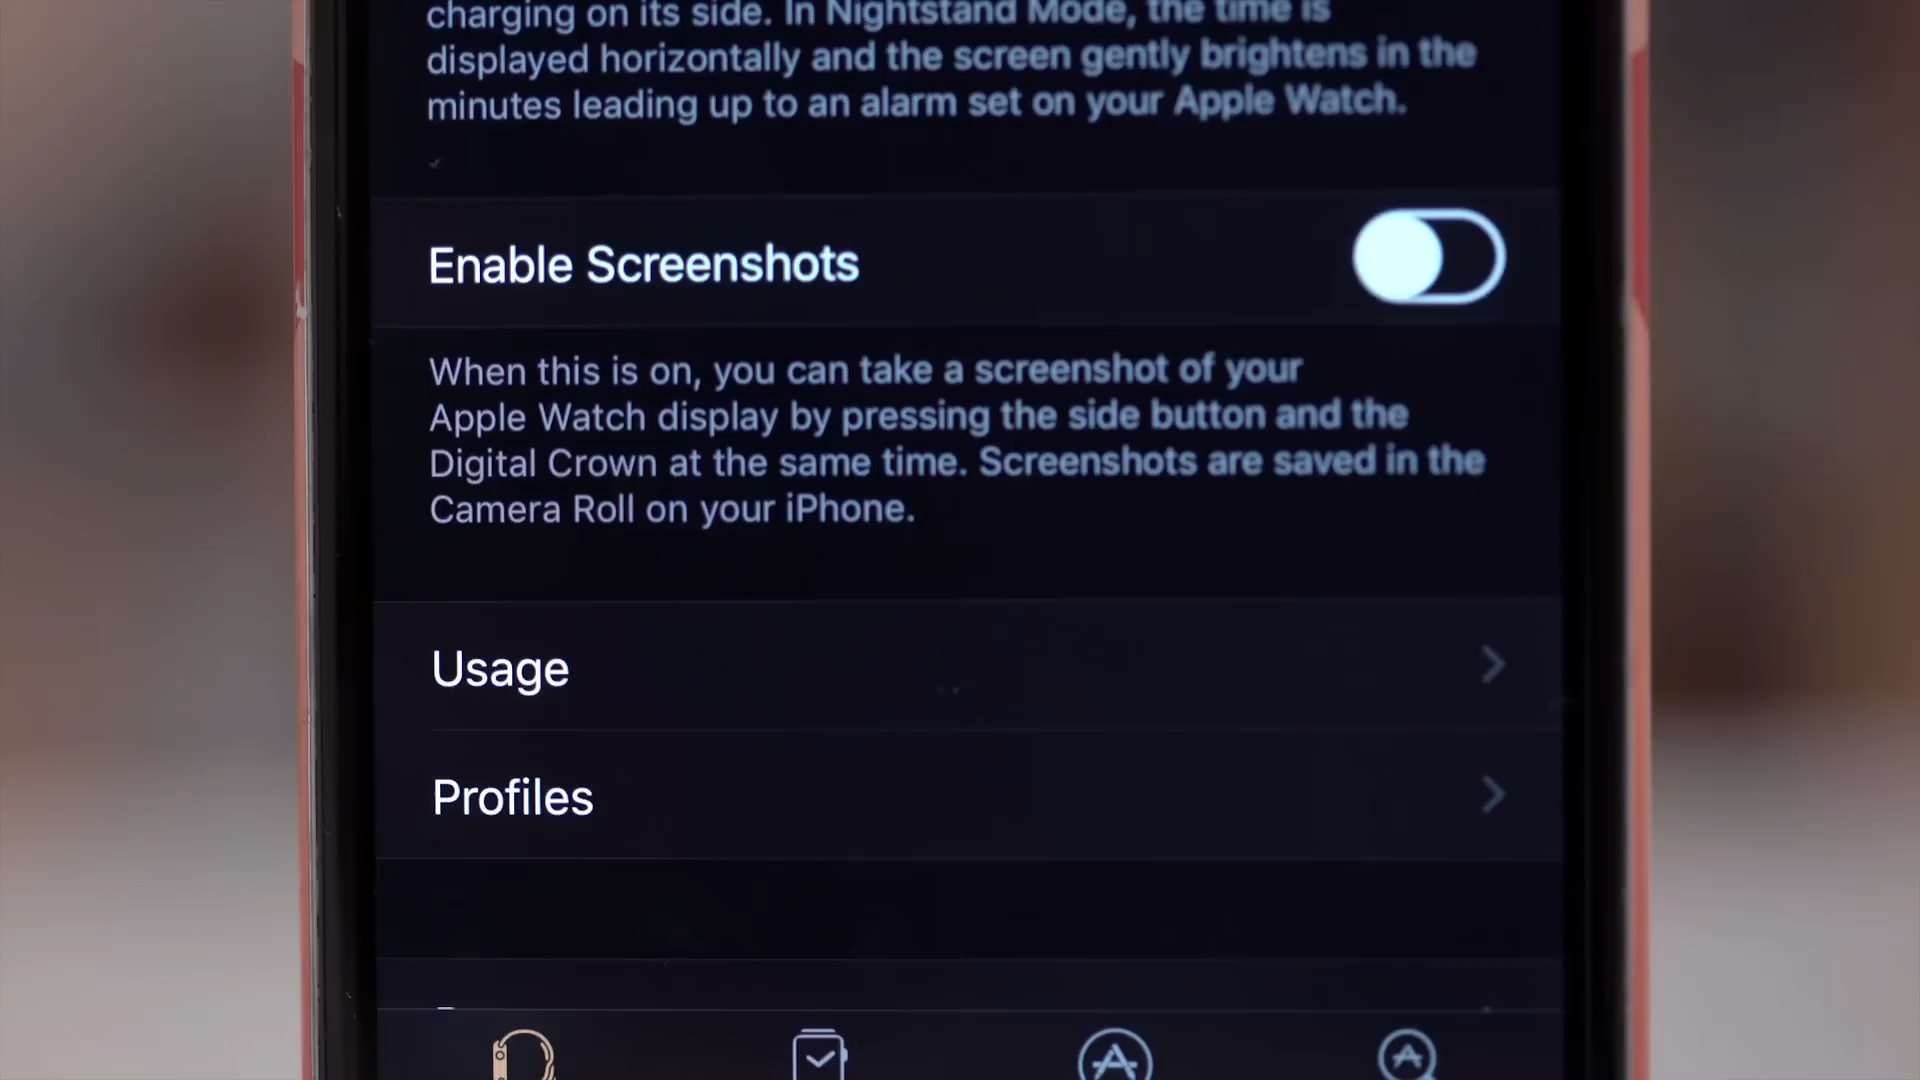 charging on its side. In Nightstand Mode, the time is
displayed horizontally and the screen gently brightens in the
minutes leading up to an alarm set on your Apple Watch.
Enable Screenshots
When this is on, you can take a screenshot of your
Apple Watch display by pressing the side button and the
Digital Crown at the same time. Screenshots are saved in the
Camera Roll on your iPhone.
Usage
Profiles